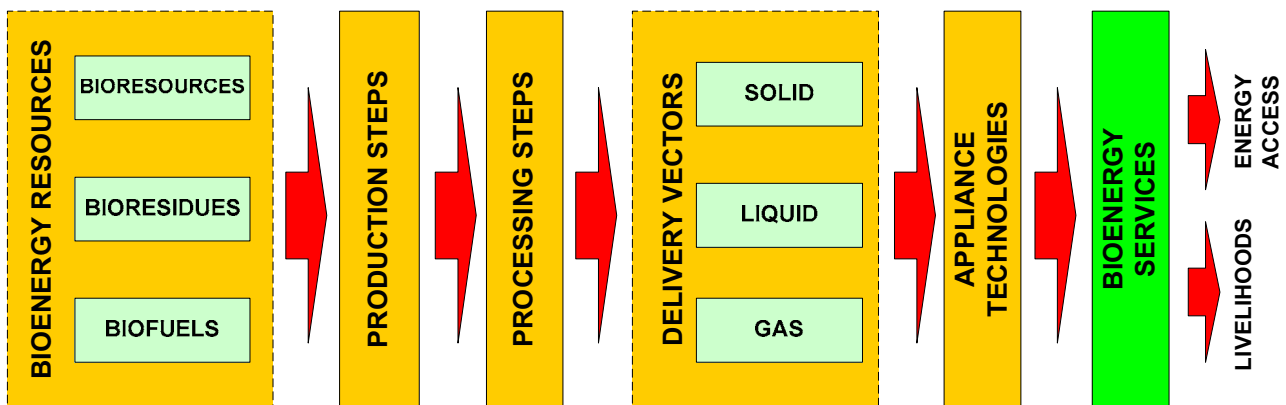 BIOENERGY RESOURCES
BIORESOURCES
BIORESIDUES
BIOFUELS
PRODUCTION STEPS
PROCESSING STEPS
DELIVERY VECTORS
SOLID
LIQUID
GAS
APPLIANCE
TECHNOLOGIES
BIOENERGY
SERVICES
ENERGY
ACCESS
LIVELIHOODS